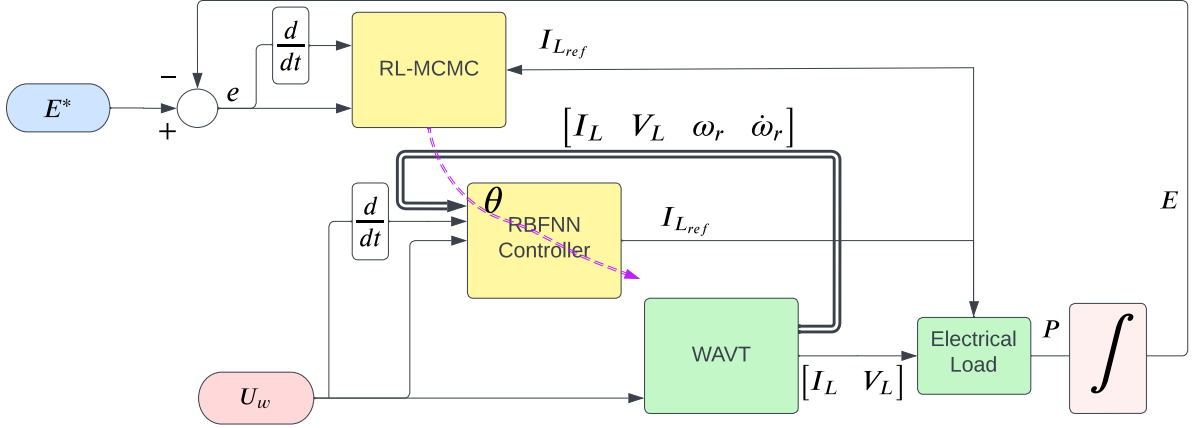 d
dt
RL-MCMC
I_{L_{ref}}
−
e
E*
+
[I_L V_L ω_r ω̇_r]
d
dt
θ
RBFNN
Controller
I_{L_{ref}}
E
WAVT
Electrical
Load
P
∫
[I_L V_L]
U_w